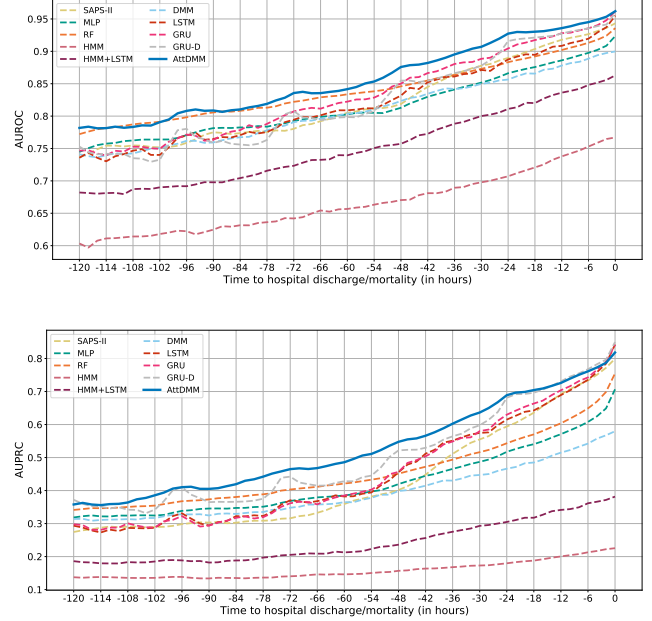 0.95
0.9
0.85
0.8
0.75
0.7
0.65
0.6
AUROC
SAPS-II
MLP
RF
HMM
HMM+LSTM
DMM
LSTM
GRU
GRU-D
AttDMM
-120 -114 -108 -102 -96 -90 -84 -78 -72 -66 -60 -54 -48 -42 -36 -30 -24 -18 -12 -6 0
Time to hospital discharge/mortality (in hours)
0.8
0.7
0.6
0.5
0.4
0.3
0.2
0.1
AUPRC
SAPS-II
MLP
RF
HMM
HMM+LSTM
DMM
LSTM
GRU
GRU-D
AttDMM
-120 -114 -108 -102 -96 -90 -84 -78 -72 -66 -60 -54 -48 -42 -36 -30 -24 -18 -12 -6 0
Time to hospital discharge/mortality (in hours)